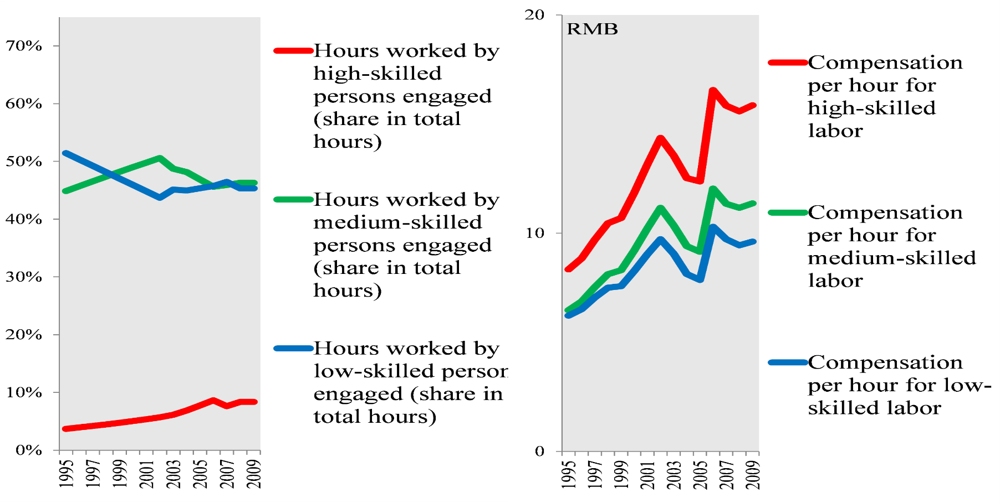 70%
60%
50%
40%
30%
20%
10%
0%
1995
1997
1999
2001
2003
2005
2007
2009
Hours worked by
high-skilled
persons engaged
(share in total
hours)
Hours worked by
medium-skilled
persons engaged
(share in total
hours)
Hours worked by
low-skilled person
engaged (share in
total hours)
20
10
0
RMB
1995
1997
1999
2001
2003
2005
2007
2009
Compensation
per hour for
high-skilled
labor
Compensation
per hour for
medium-skilled
labor
Compensation
per hour for low-
skilled labor